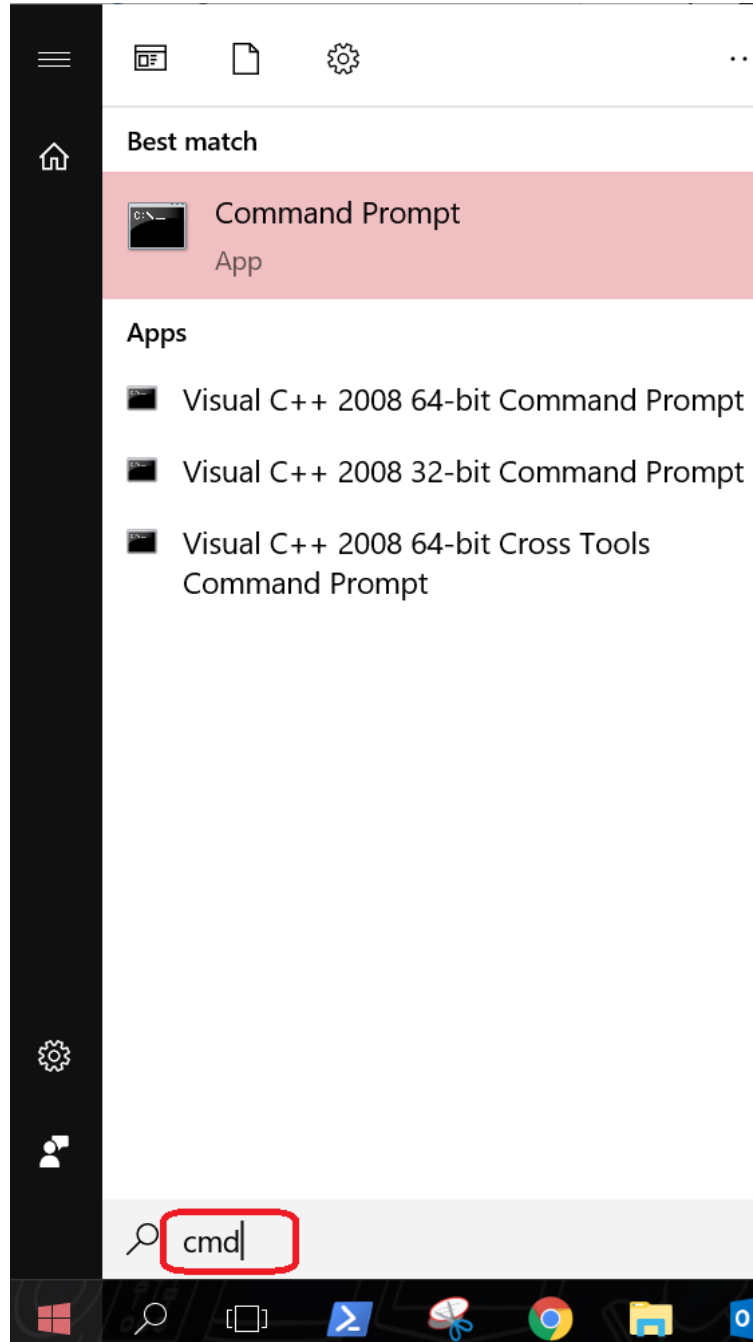 Best match
Command Prompt
App
Apps
Visual C++ 2008 64-bit Command Prompt
Visual C++ 2008 32-bit Command Prompt
Visual C++ 2008 64-bit Cross Tools
Command Prompt
cmd